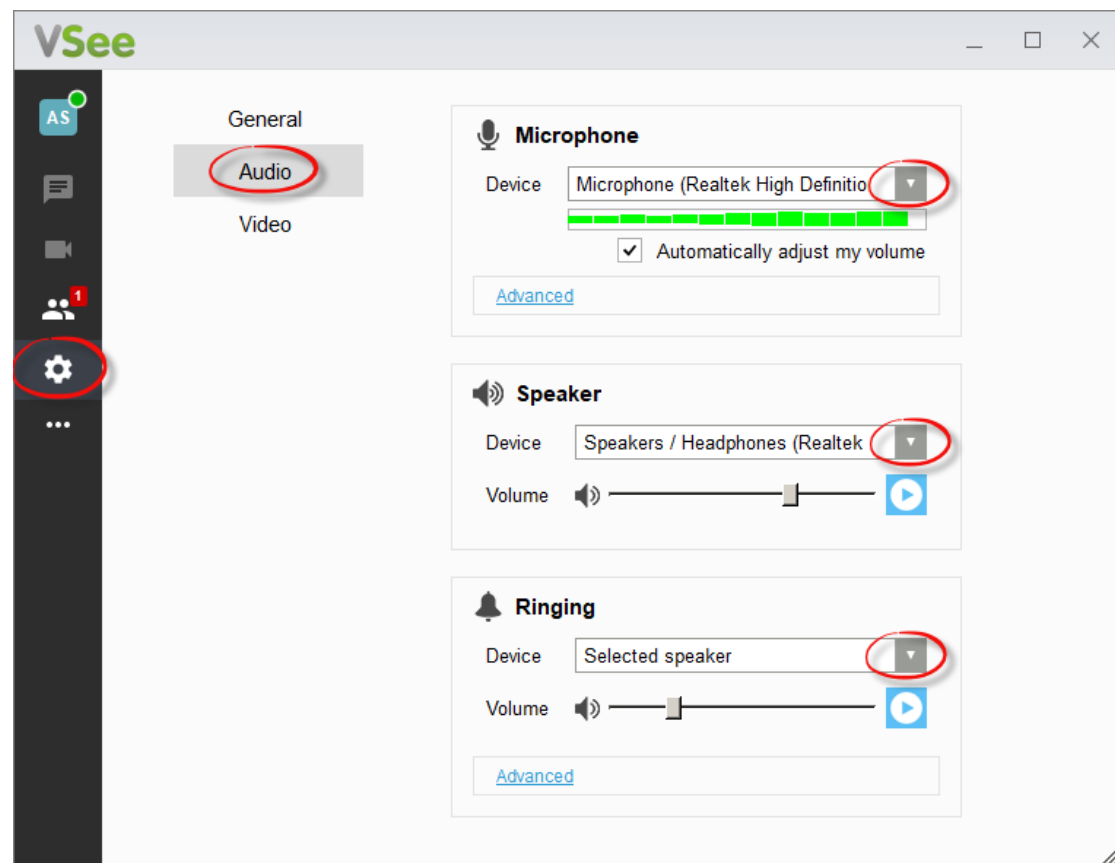 VSee
AS
1
General
Audio
Video
Microphone
Device Microphone (Realtek High Definitio
Automatically adjust my volume
Advanced
Speaker
Device Speakers / Headphones (Realtek
Volume
Ringing
Device Selected speaker
Volume
Advanced